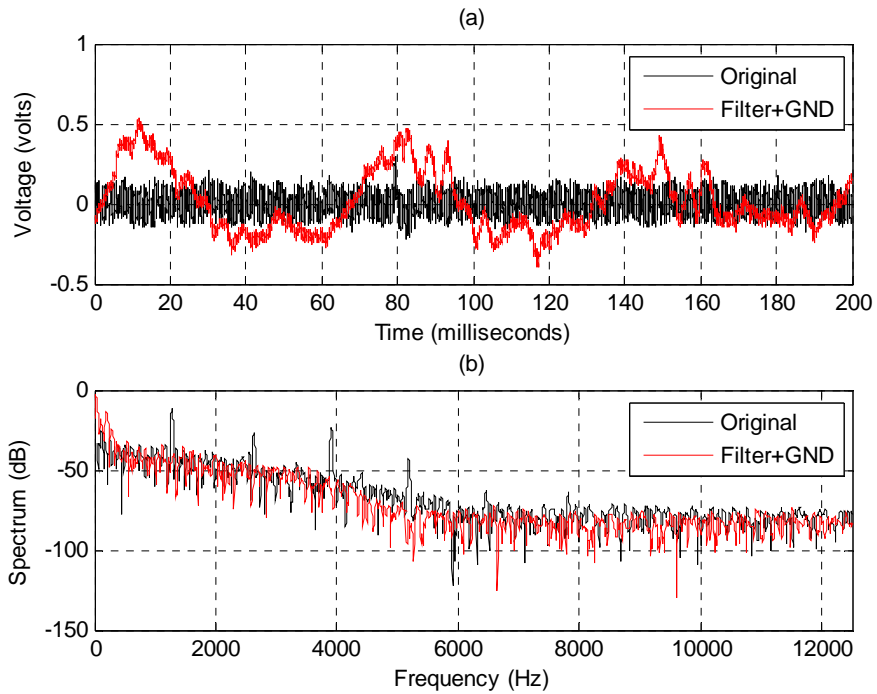 (a)
1
0.5
0
-0.5
Voltage (volts)
Original
Filter+GND
0 20 40 60 80 100 120 140 160 180 200
Time (milliseconds)
(b)
0
-50
-100
-150
Spectrum (dB)
Original
Filter+GND
0 2000 4000 6000 8000 10000 12000
Frequency (Hz)